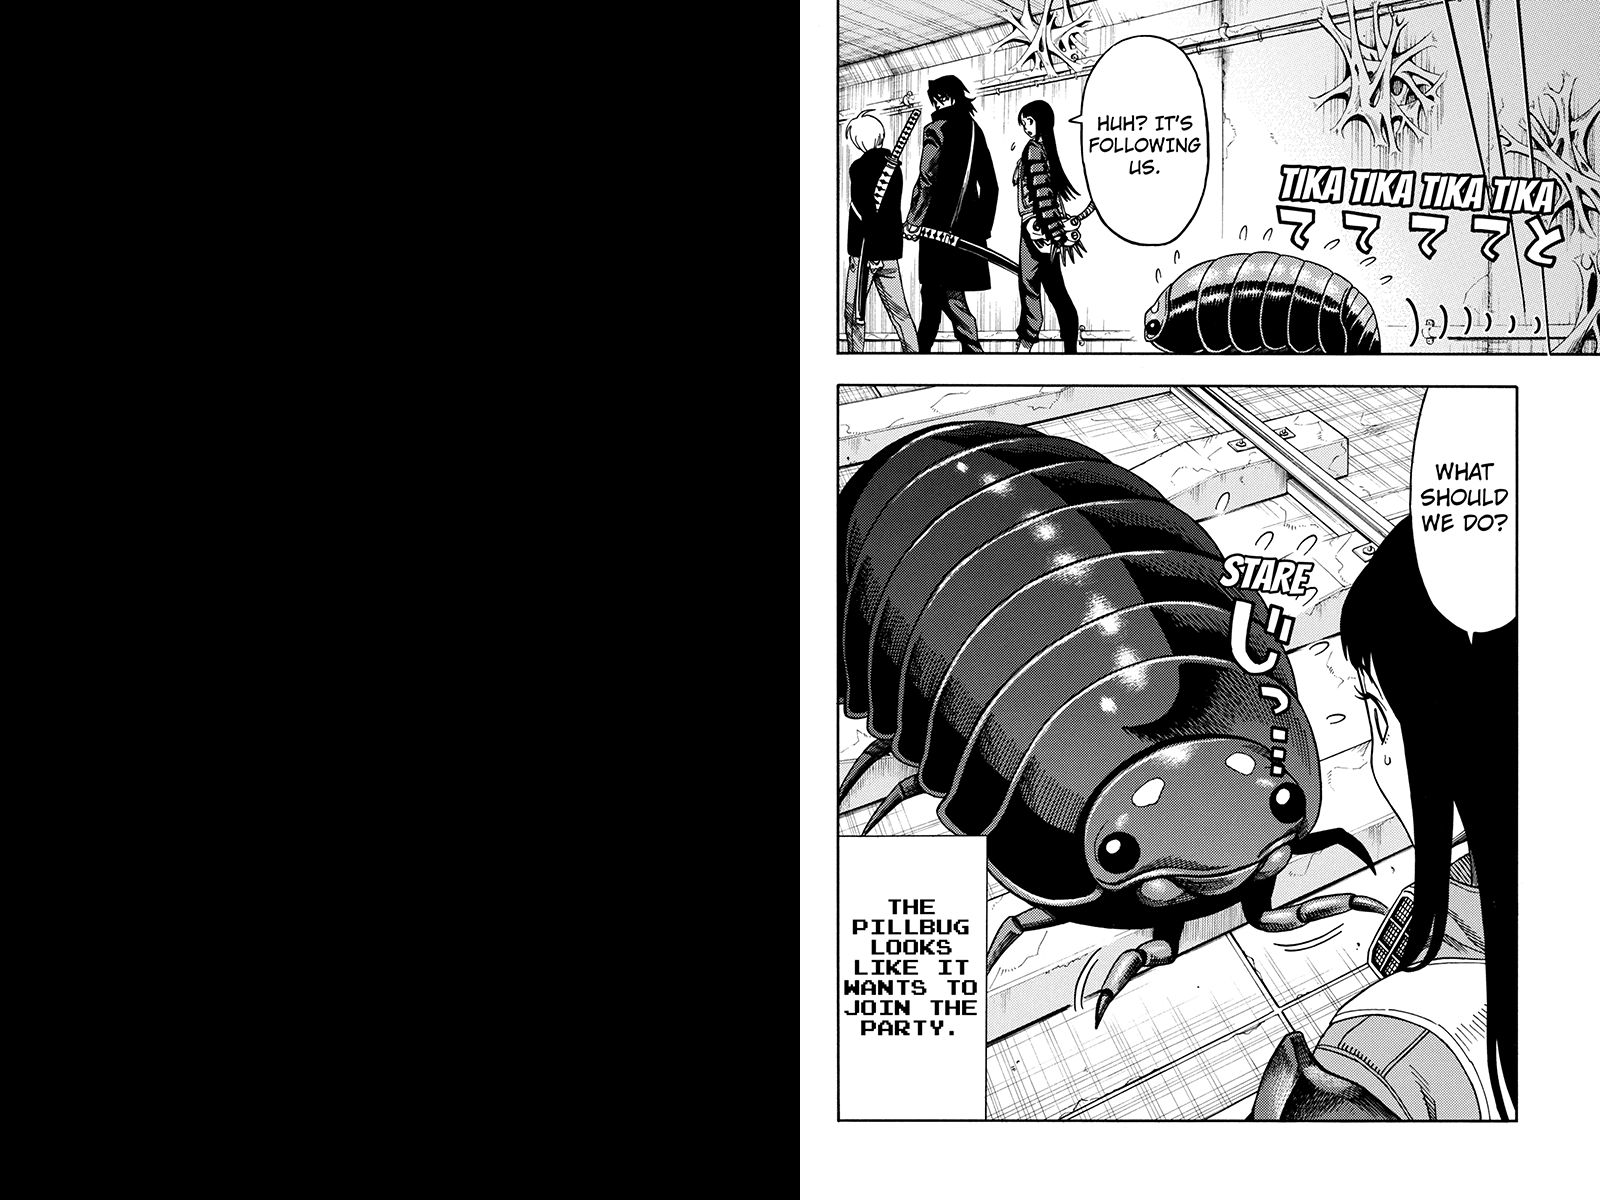 HUH? IT'S
FOLLOWING
US.
TIKA TIKA TIKA TIKA
ててててと
WHAT
SHOULD
WE DO?
STARE
じっ…
THE
PILLBUG
LOOKS
LIKE IT
WANTS TO
JOIN THE
PARTY.